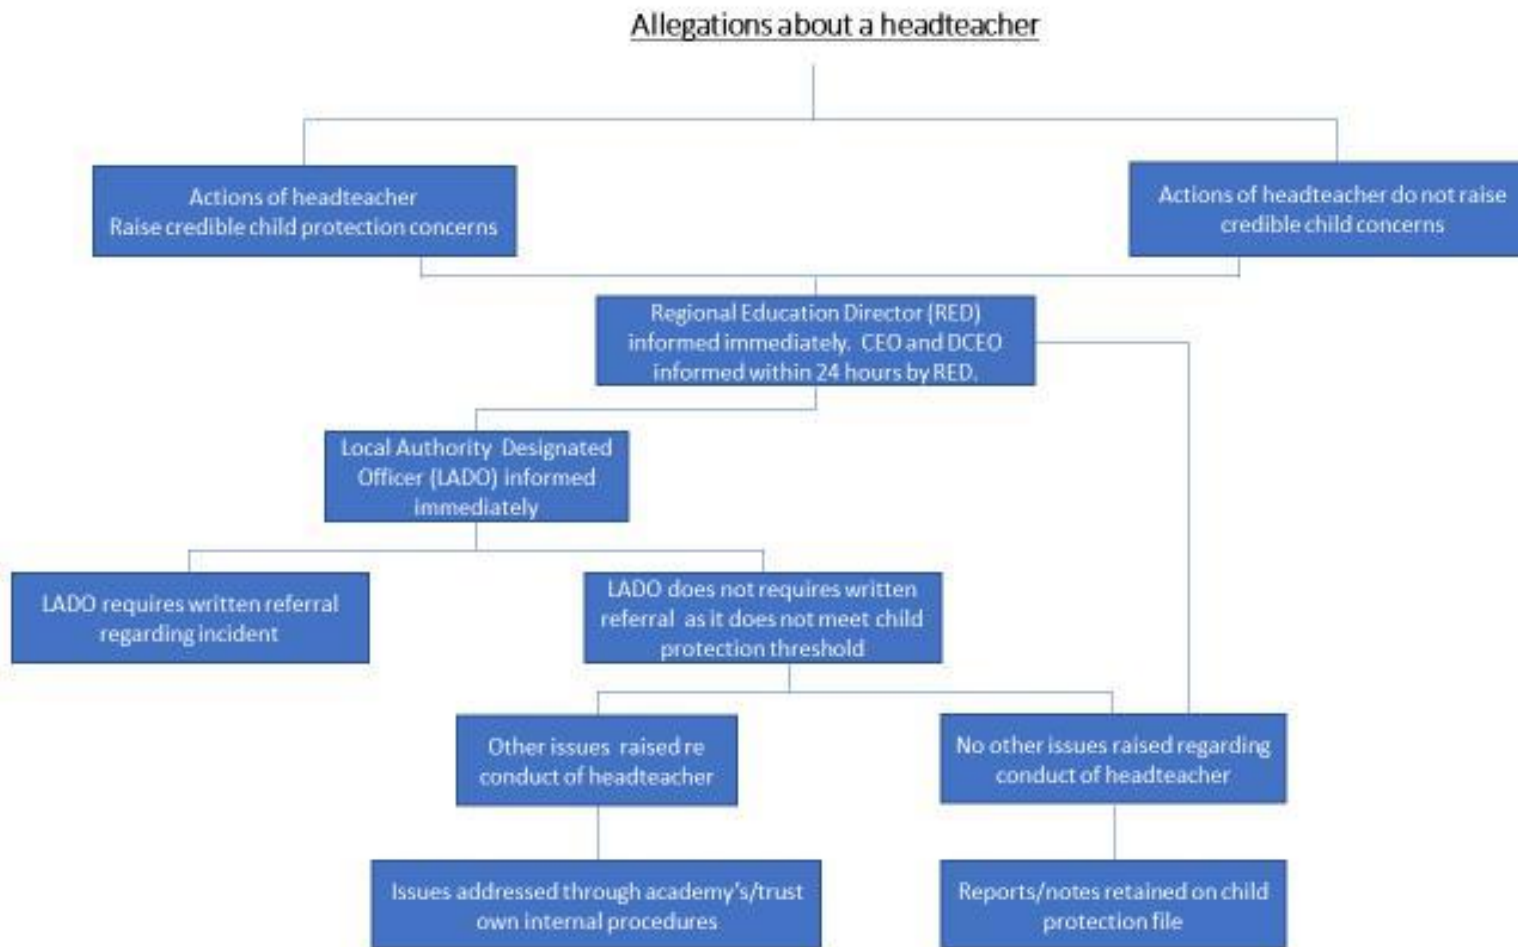 Allegations about a headteacher
Actions of headteacher
Raise credible child protection concerns
Actions of headteacher do not raise
credible child concerns
Regional Education Director (RED)
informed immediately.  CEO and DCEO
informed within 24 hours by RED.
Local Authority  Designated
Officer (LADO) informed
immediately
LADO requires written referral
regarding incident
LADO does not requires written
referral  as it does not meet child
protection threshold
Other issues  raised re
conduct of headteacher
No other issues raised regarding
conduct of headteacher
Issues addressed through academy's/trust
own internal procedures
Reports/notes retained on child
protection file